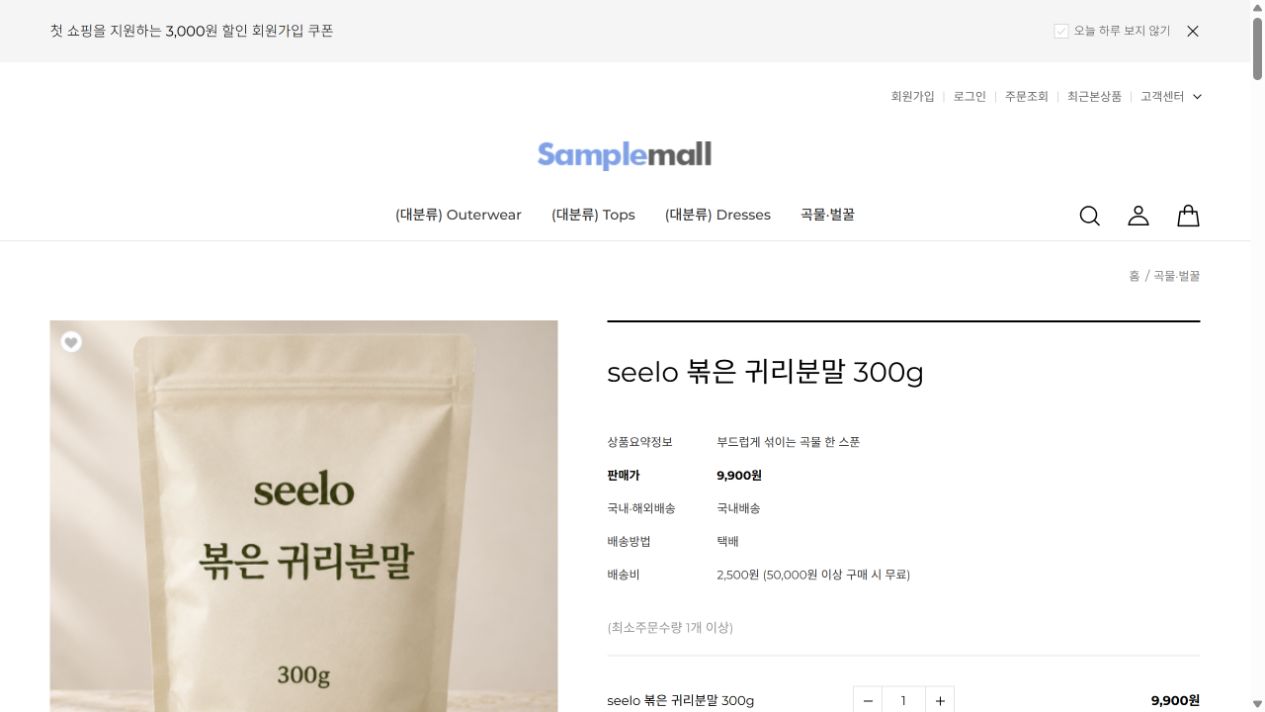 첫 쇼핑을 지원하는 3,000원 할인 회원가입 쿠폰
오늘 하루 보지 않기
회원가입 | 로그인 | 주문조회 | 최근본상품 | 고객센터
Samplemall
(대분류) Outerwear (대분류) Tops (대분류) Dresses 곡물·벌꿀
홈 / 곡물·벌꿀
seelo
볶은 귀리분말
300g
seelo 볶은 귀리분말 300g
상품요약정보 부드럽게 섞이는 곡물 한 스푼
판매가 9,900원
국내·해외배송 국내배송
배송방법 택배
배송비 2,500원 (50,000원 이상 구매 시 무료)
(최소주문수량 1개 이상)
seelo 볶은 귀리분말 300g 1 9,900원